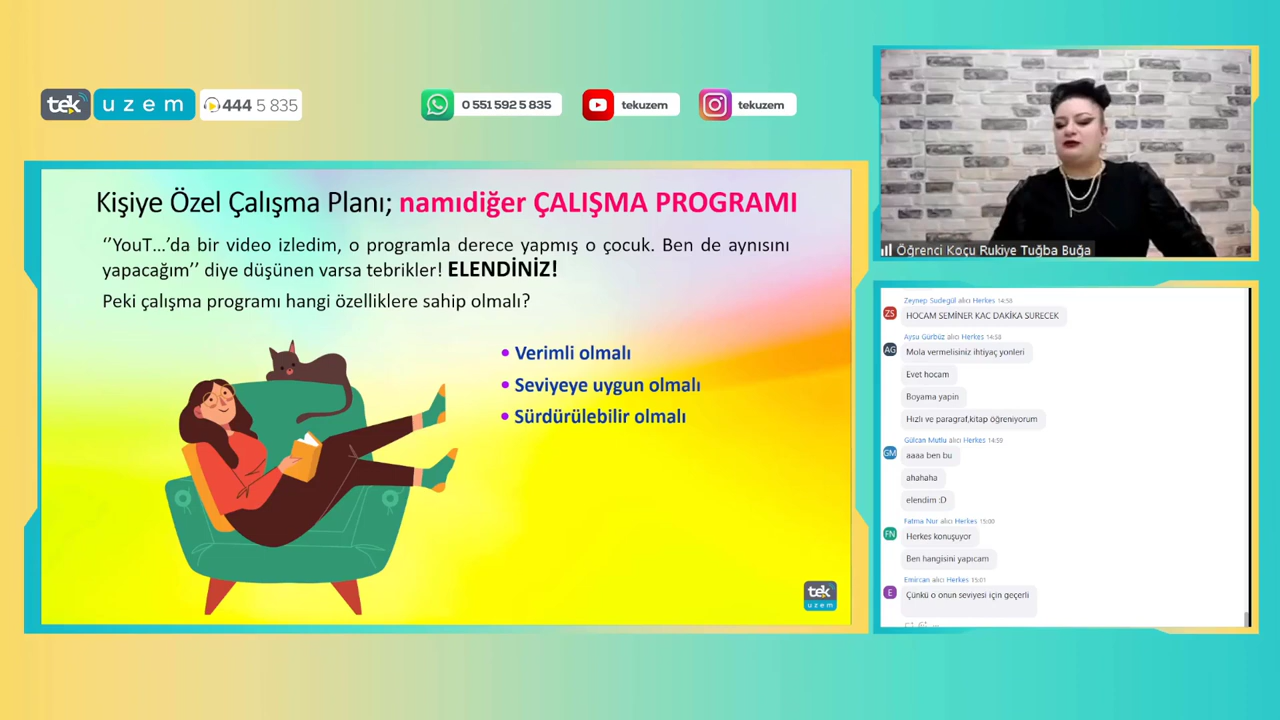 tek uzem 444 5 835
0 551 592 5 835
tekuzem
tekuzem
Kişiye Özel Çalışma Planı; namıdiğer ÇALIŞMA PROGRAMI
‘’YouT...’da bir video izledim, o programla derece yapmış o çocuk. Ben de aynısını
yapacağım’’ diye düşünen varsa tebrikler! ELENDİNİZ!
Peki çalışma programı hangi özelliklere sahip olmalı?
• Verimli olmalı
• Seviyeye uygun olmalı
• Sürdürülebilir olmalı
tek
uzem
Öğrenci Koçu Rukiye Tuğba Buğa
Zeynep Sudegül alıcı Herkes 14:58
ZS
HOCAM SEMİNER KAC DAKİKA SURECEK
Aysu Gürbüz alıcı Herkes 14:58
AG
Mola vermelisiniz ihtiyaç yonleri
Evet hocam
Boyama yapin
Hızlı ve paragraf,kitap öğreniyorum
Gülcan Mutlu alıcı Herkes 14:59
GM
aaaa ben bu
ahahaha
elendim :D
Fatma Nur alıcı Herkes 15:00
FN
Herkes konuşuyor
Ben hangisini yapıcam
Emircan alıcı Herkes 15:01
E
Çünkü o onun seviyesi için geçerli